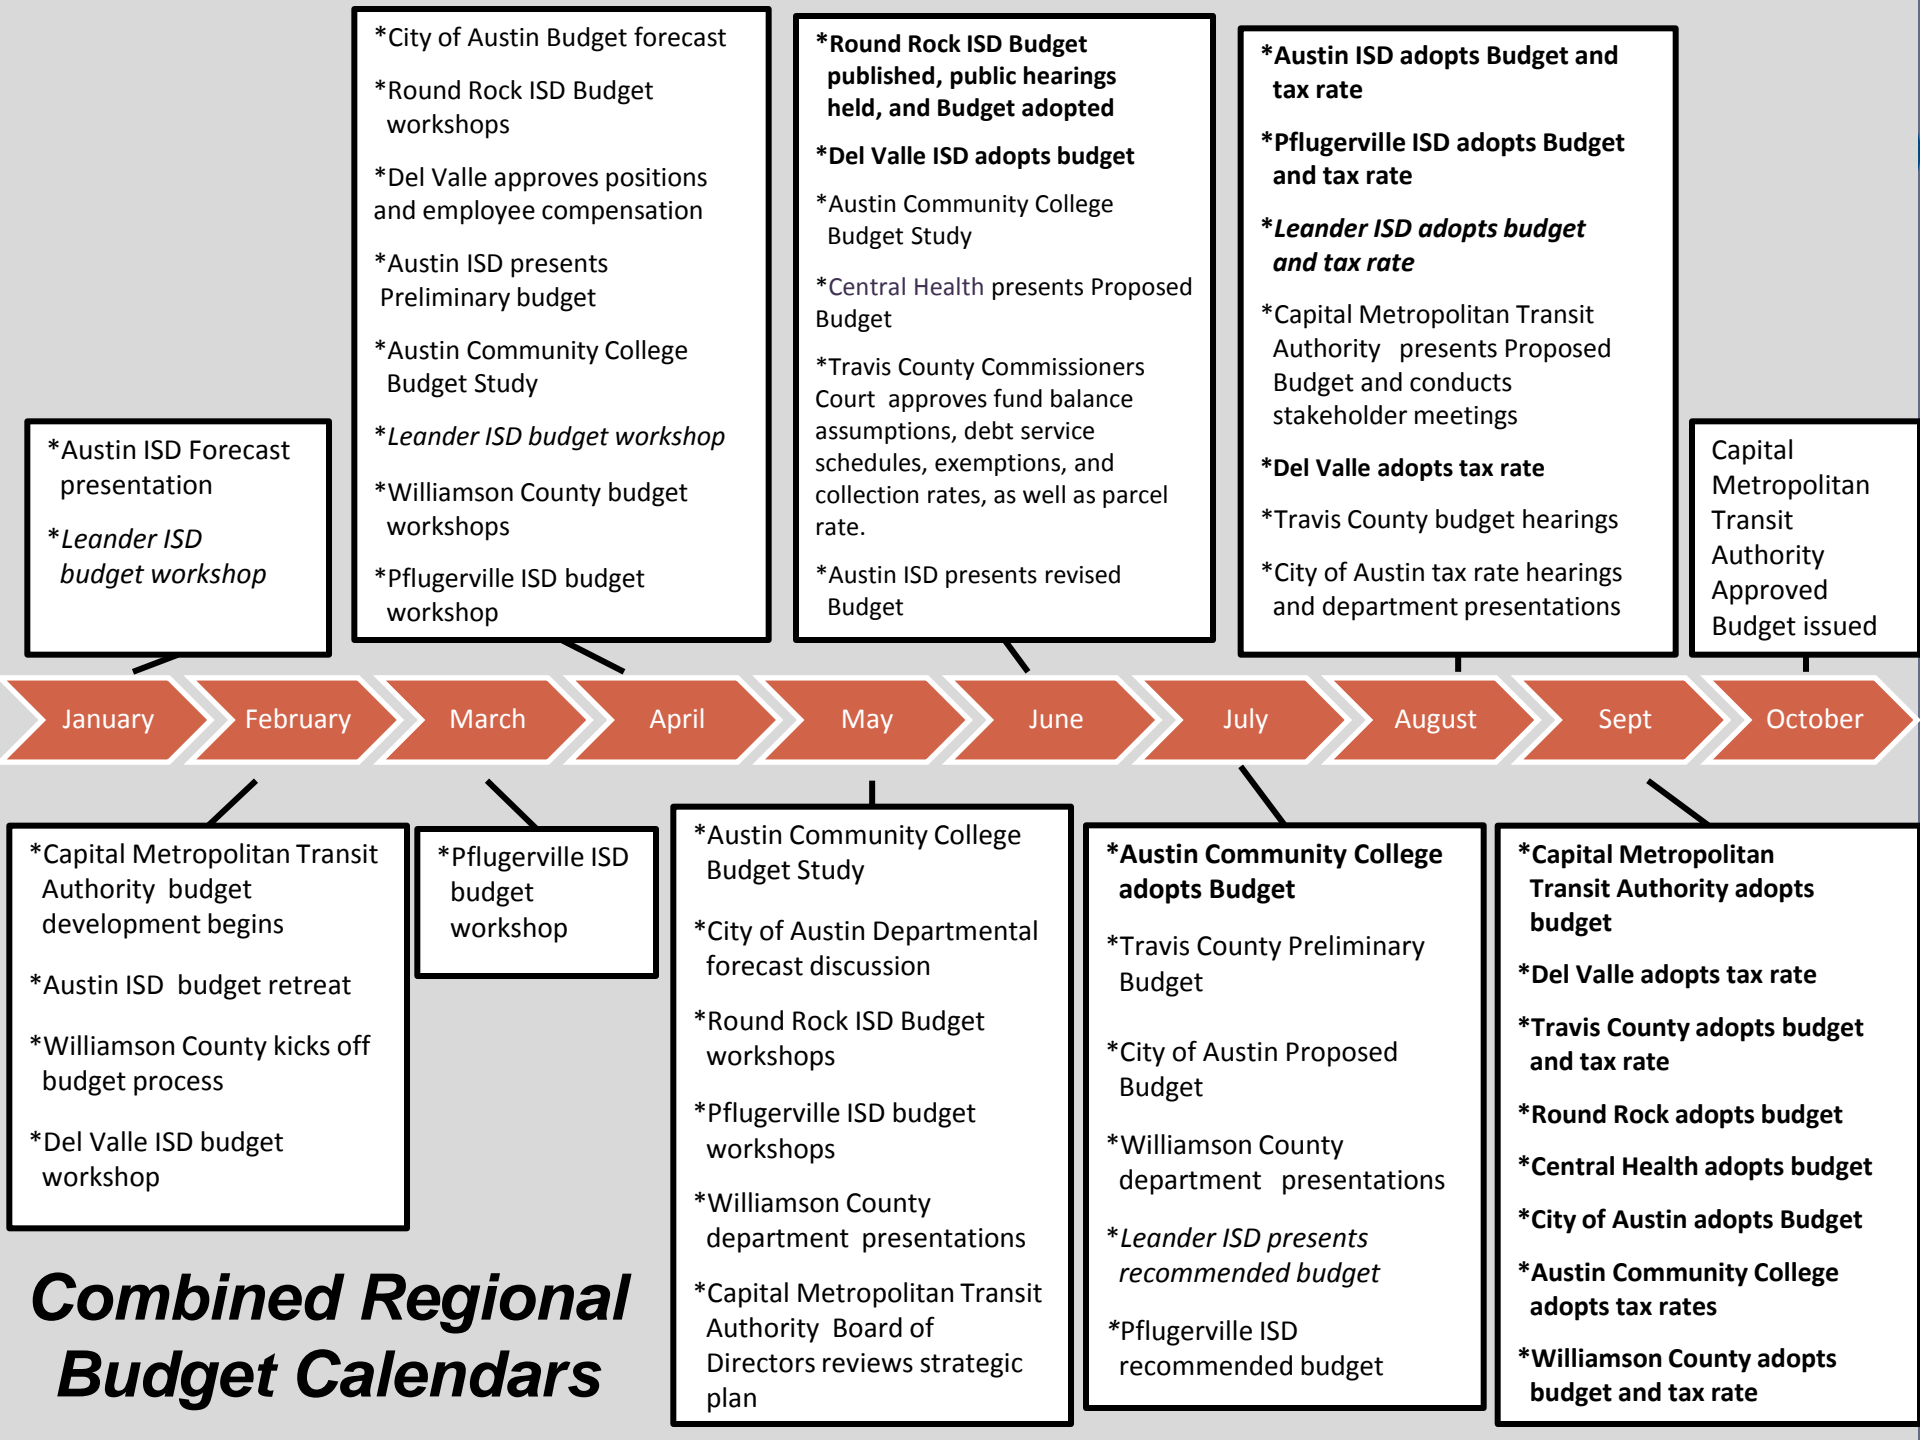 *Austin ISD Forecast
presentation
*Leander ISD
budget workshop
*City of Austin Budget forecast
*Round Rock ISD Budget
workshops
*Del Valle approves positions
and employee compensation
*Austin ISD presents
Preliminary budget
*Austin Community College
Budget Study
*Leander ISD budget workshop
*Williamson County budget
workshops
*Pflugerville ISD budget
workshop
*Round Rock ISD Budget
published, public hearings
held, and Budget adopted
*Del Valle ISD adopts budget
*Austin Community College
Budget Study
*Central Health presents Proposed
Budget
*Travis County Commissioners
Court approves fund balance
assumptions, debt service
schedules, exemptions, and
collection rates, as well as parcel
rate.
*Austin ISD presents revised
Budget
*Austin ISD adopts Budget and
tax rate
*Pflugerville ISD adopts Budget
and tax rate
*Leander ISD adopts budget
and tax rate
*Capital Metropolitan Transit
Authority presents Proposed
Budget and conducts
stakeholder meetings
*Del Valle adopts tax rate
*Travis County budget hearings
*City of Austin tax rate hearings
and department presentations
Capital
Metropolitan
Transit
Authority
Approved
Budget issued
January
February
March
April
May
June
July
August
Sept
October
*Capital Metropolitan Transit
Authority budget
development begins
*Austin ISD budget retreat
*Williamson County kicks off
budget process
*Del Valle ISD budget
workshop
*Pflugerville ISD
budget
workshop
*Austin Community College
Budget Study
*City of Austin Departmental
forecast discussion
*Round Rock ISD Budget
workshops
*Pflugerville ISD budget
workshops
*Williamson County
department presentations
*Capital Metropolitan Transit
Authority Board of
Directors reviews strategic
plan
*Austin Community College
adopts Budget
*Travis County Preliminary
Budget
*City of Austin Proposed
Budget
*Williamson County
department presentations
*Leander ISD presents
recommended budget
*Pflugerville ISD
recommended budget
*Capital Metropolitan
Transit Authority adopts
budget
*Del Valle adopts tax rate
*Travis County adopts budget
and tax rate
*Round Rock adopts budget
*Central Health adopts budget
*City of Austin adopts Budget
*Austin Community College
adopts tax rates
*Williamson County adopts
budget and tax rate
Combined Regional
Budget Calendars